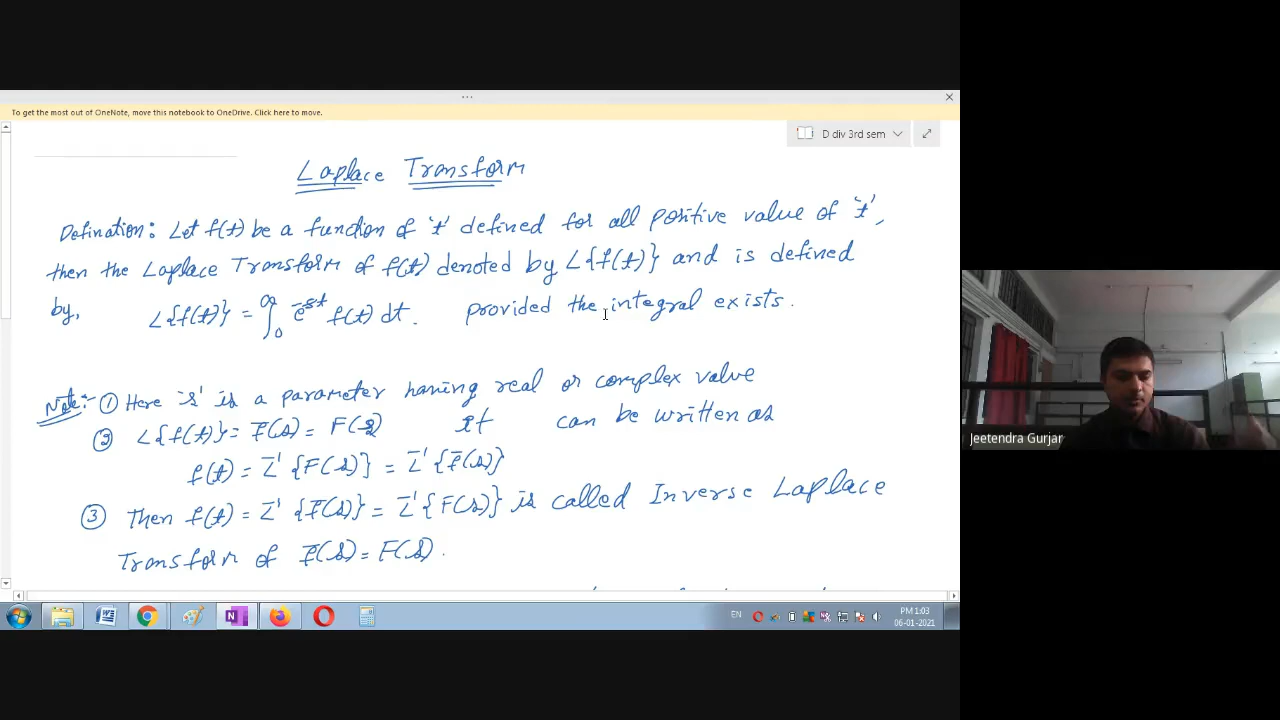 To get the most out of OneNote, move this notebook to OneDrive. Click here to move.
D div 3rd sem
Laplace Transform
Defination: Let f(t) be a function of 't' defined for all positive value of 't',
then the Laplace Transform of f(t) denoted by L{f(t)} and is defined
by, L{f(t)} = ∫₀^∞ e^{-st} f(t) dt. provided the integral exists.
Note:- ① Here 's' is a parameter having real or complex value
② L{f(t)} = f̄(s) = F(s) it can be written as
f(t) = L⁻¹{F(s)} = L⁻¹{f̄(s)}
③ Then f(t) = L⁻¹{f̄(s)} = L⁻¹{F(s)} is called Inverse Laplace
Transform of f̄(s) = F(s).
Jeetendra Gurjar
EN
PM 1:03
06-01-2021